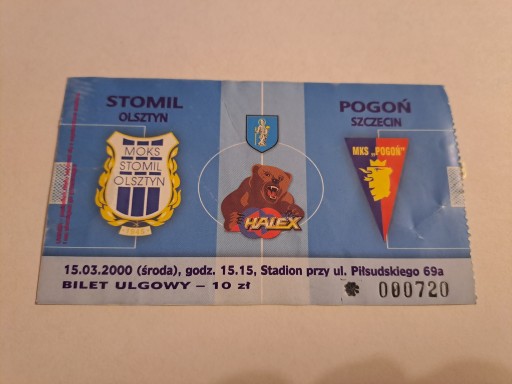 STOMIL
OLSZTYN
POGOŃ
SZCZECIN
MOKS
STOMIL
OLSZTYN
1945
HALEX
MKS „POGOŃ”
15.03.2000 (środa), godz. 15.15, Stadion przy ul. Piłsudskiego 69a
BILET ULGOWY – 10 zł
000720